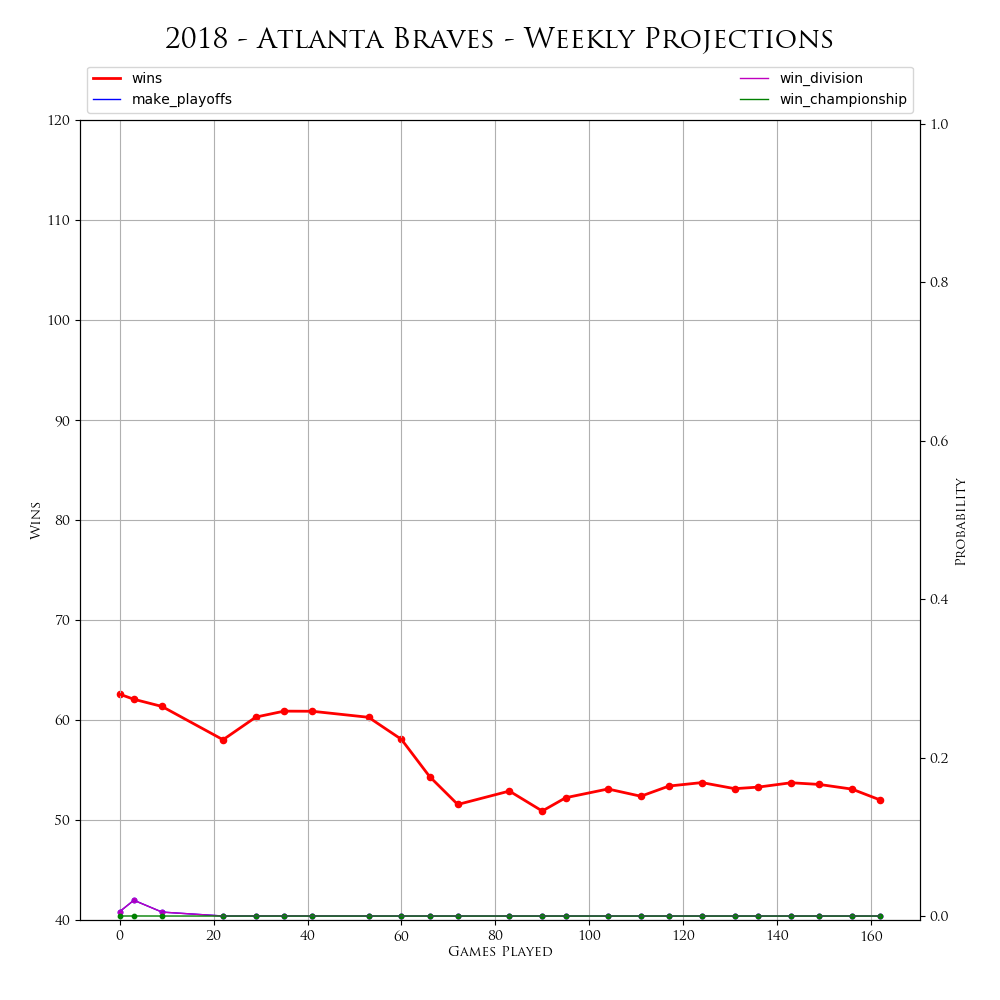 2018 - Atlanta Braves - Weekly Projections
wins
make_playoffs
win_division
win_championship
120
110
100
90
80
70
60
50
40
Wins
1.0
0.8
0.6
0.4
0.2
0.0
Probability
0 20 40 60 80 100 120 140 160
Games Played